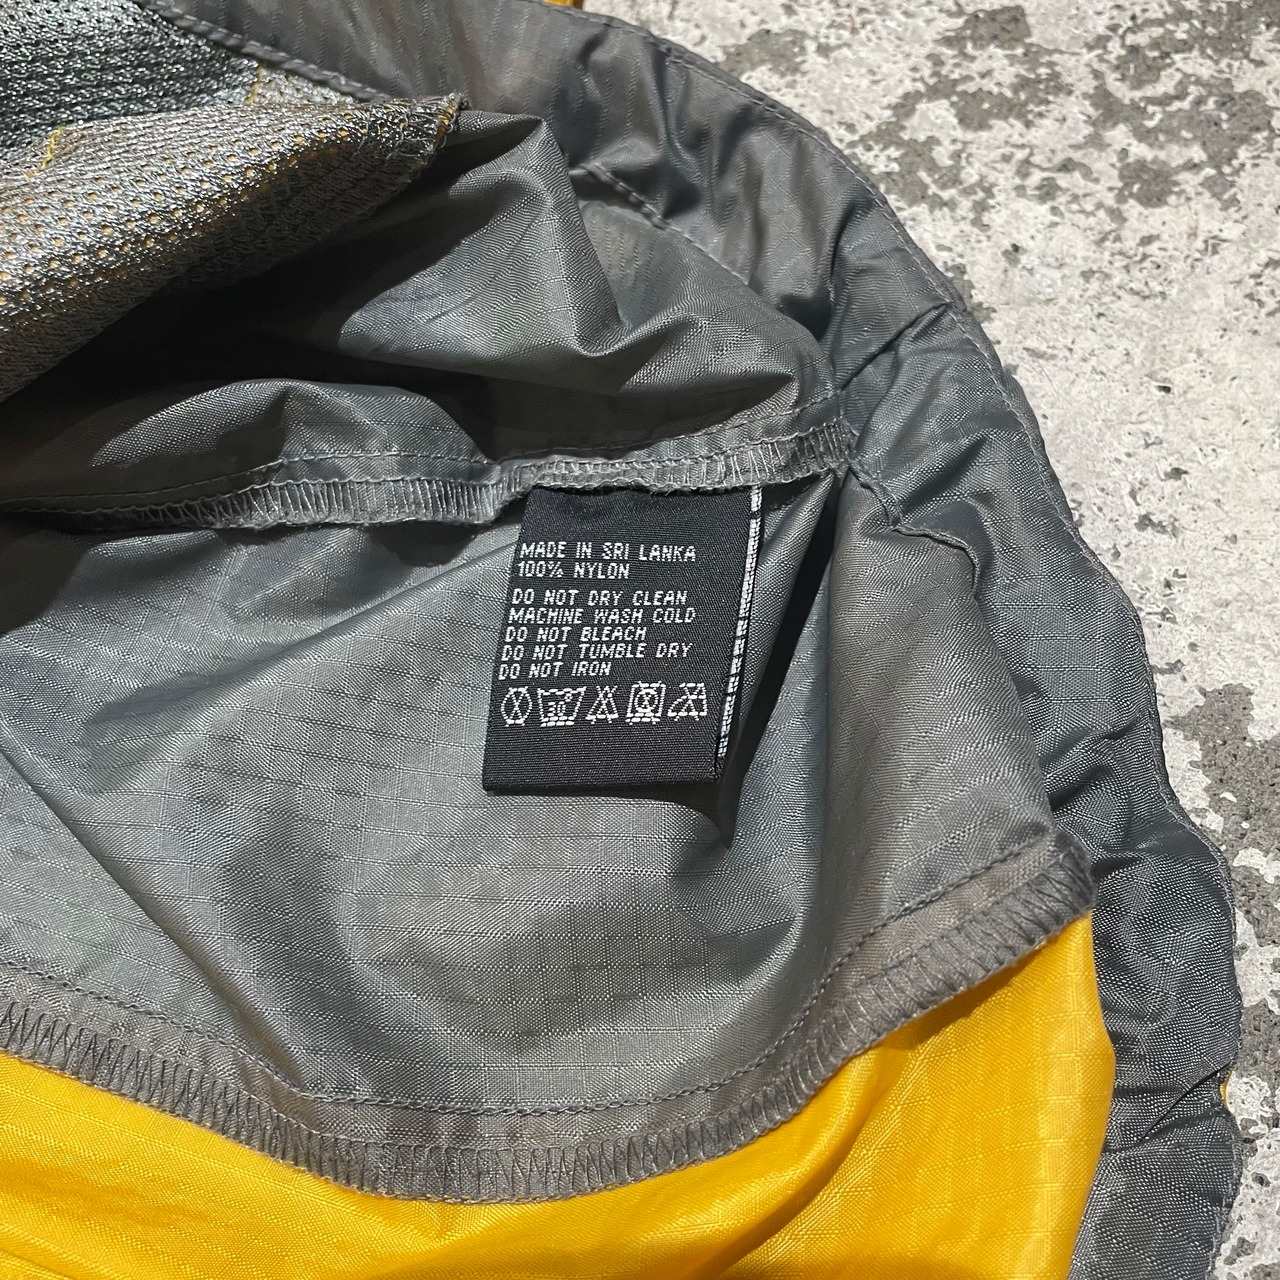 MADE IN SRI LANKA
100% NYLON
DO NOT DRY CLEAN
MACHINE WASH COLD
DO NOT BLEACH
DO NOT TUMBLE DRY
DO NOT IRON
30